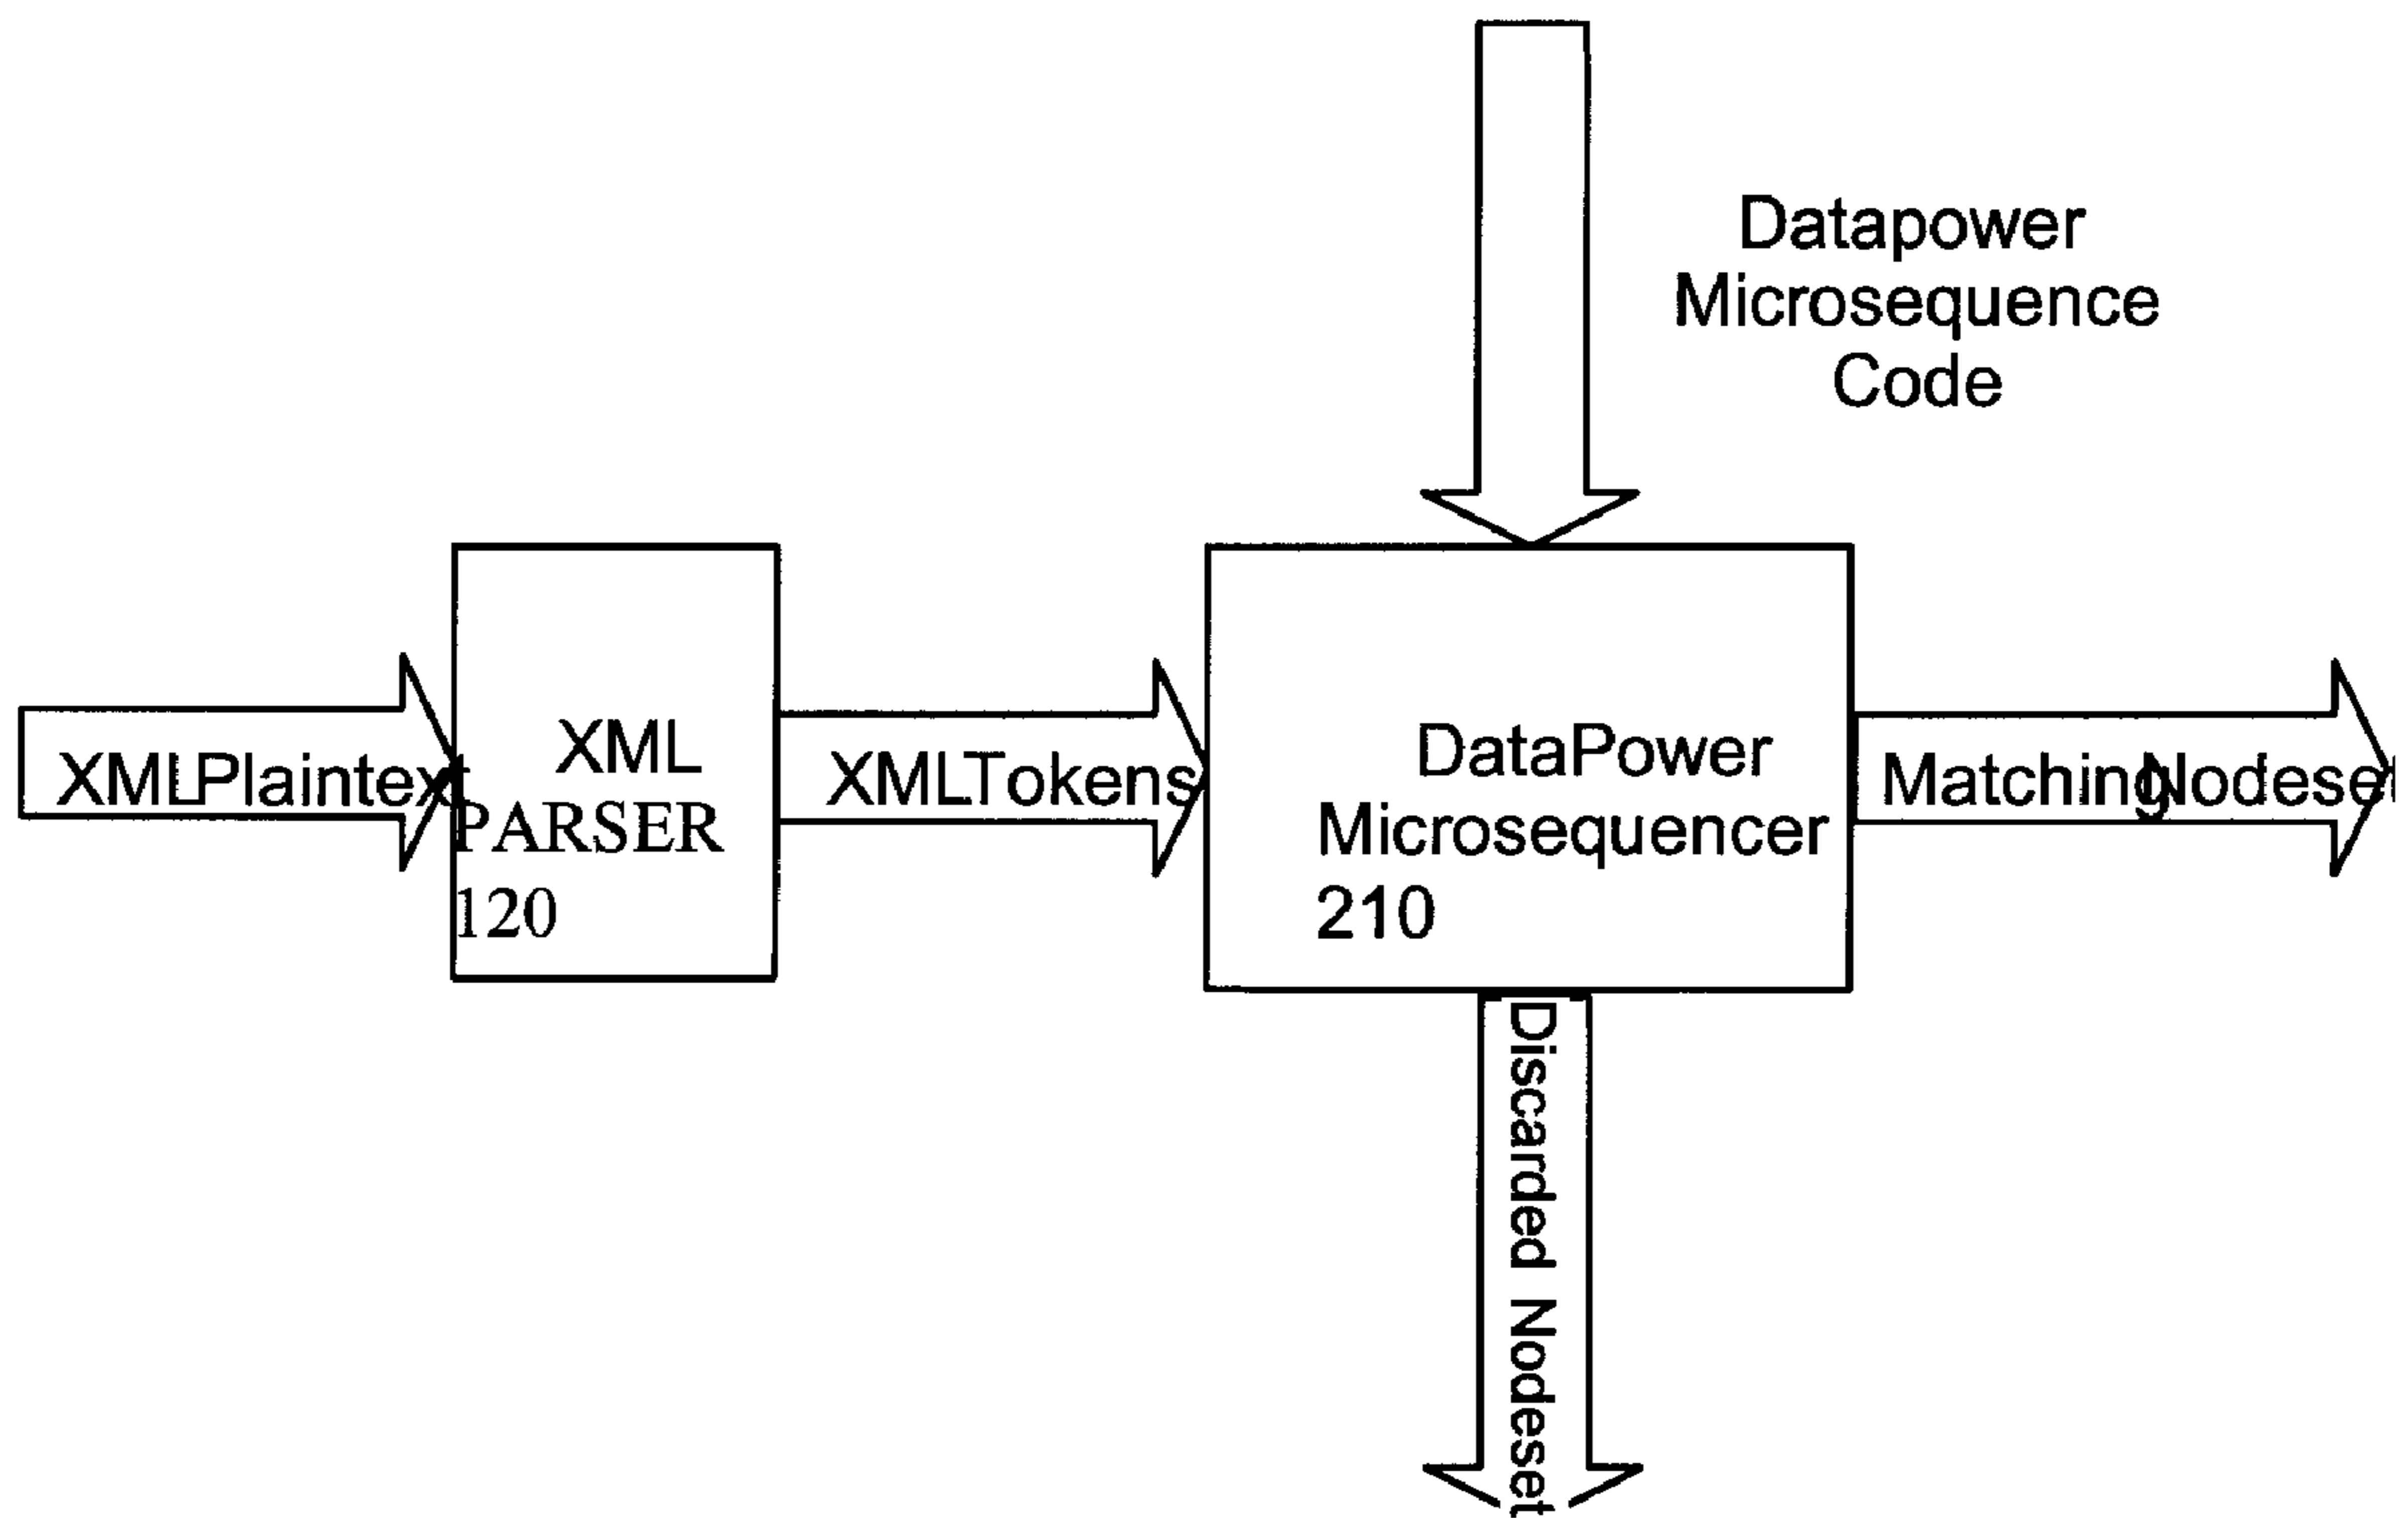 Datapower
Microsequence
Code
XMLPlaintext
XML
PARSER
120
XMLTokens
DataPower
Microsequencer
210
MatchingNodeset
Discarded Nodeset